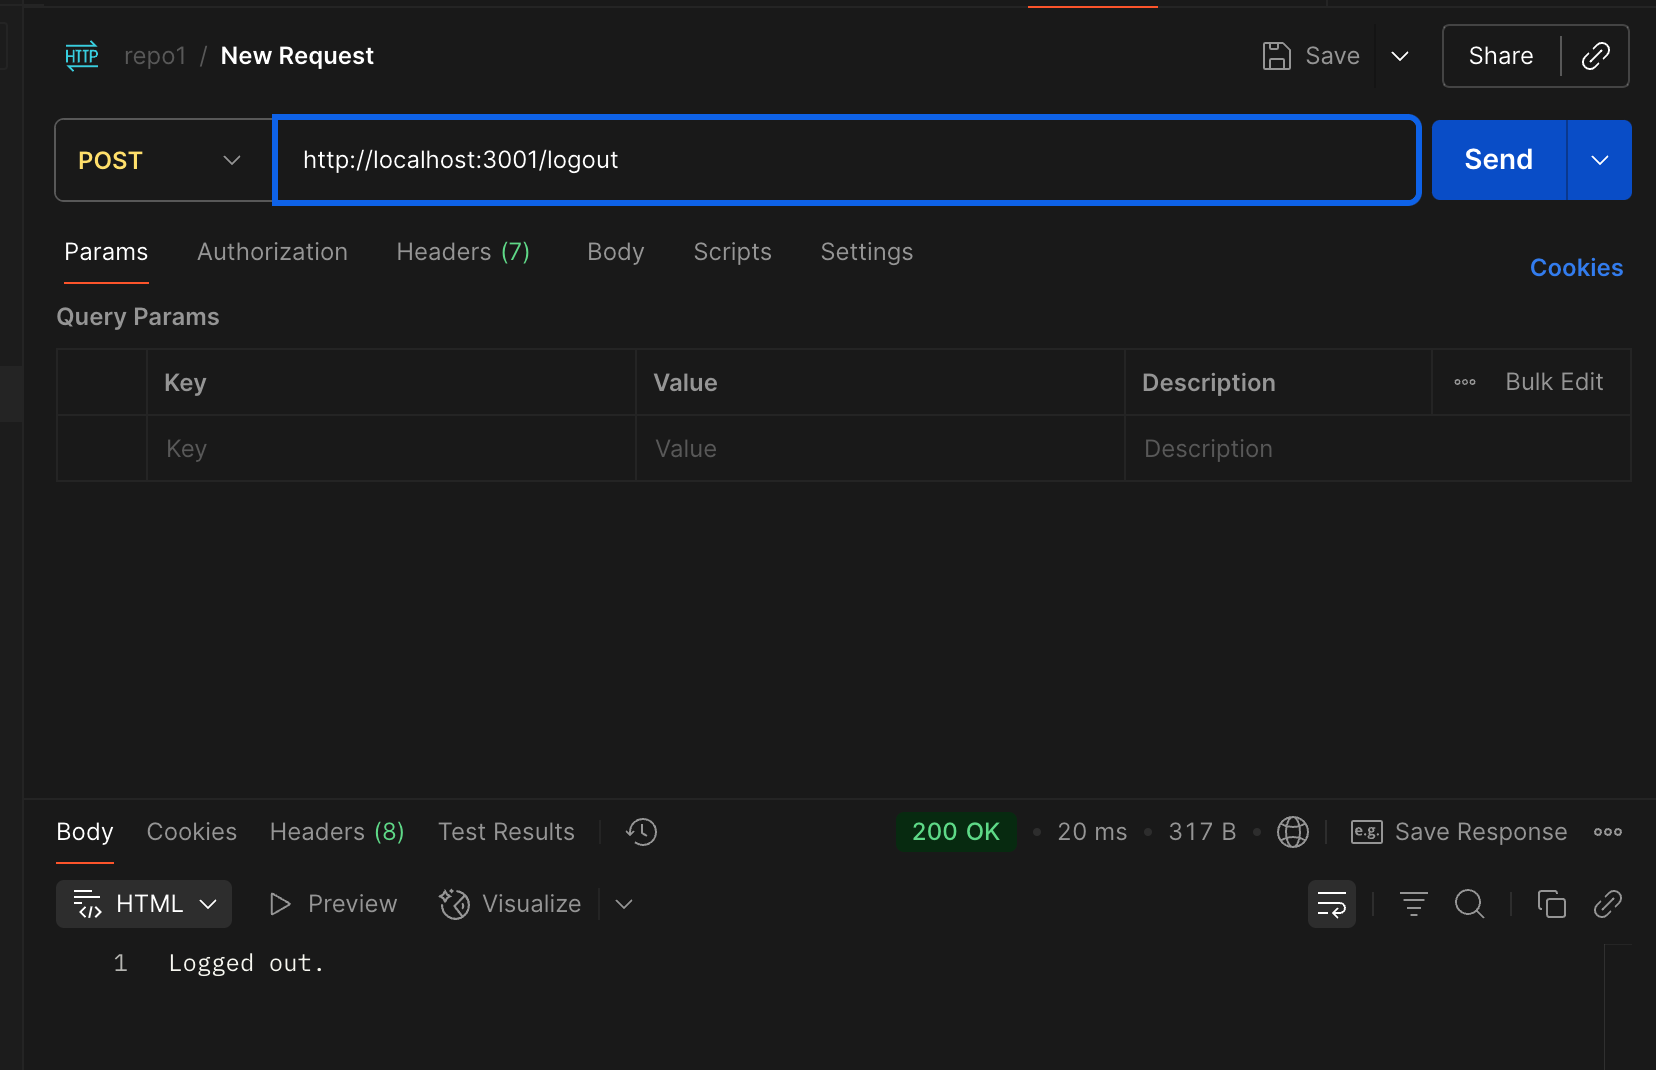 HTTP repo1 / New Request Save Share
POST http://localhost:3001/logout Send
Params Authorization Headers (7) Body Scripts Settings Cookies
Query Params
Key Value Description Bulk Edit
Key Value Description
Body Cookies Headers (8) Test Results 200 OK • 20 ms • 317 B • e.g. Save Response
HTML Preview Visualize
1 Logged out.